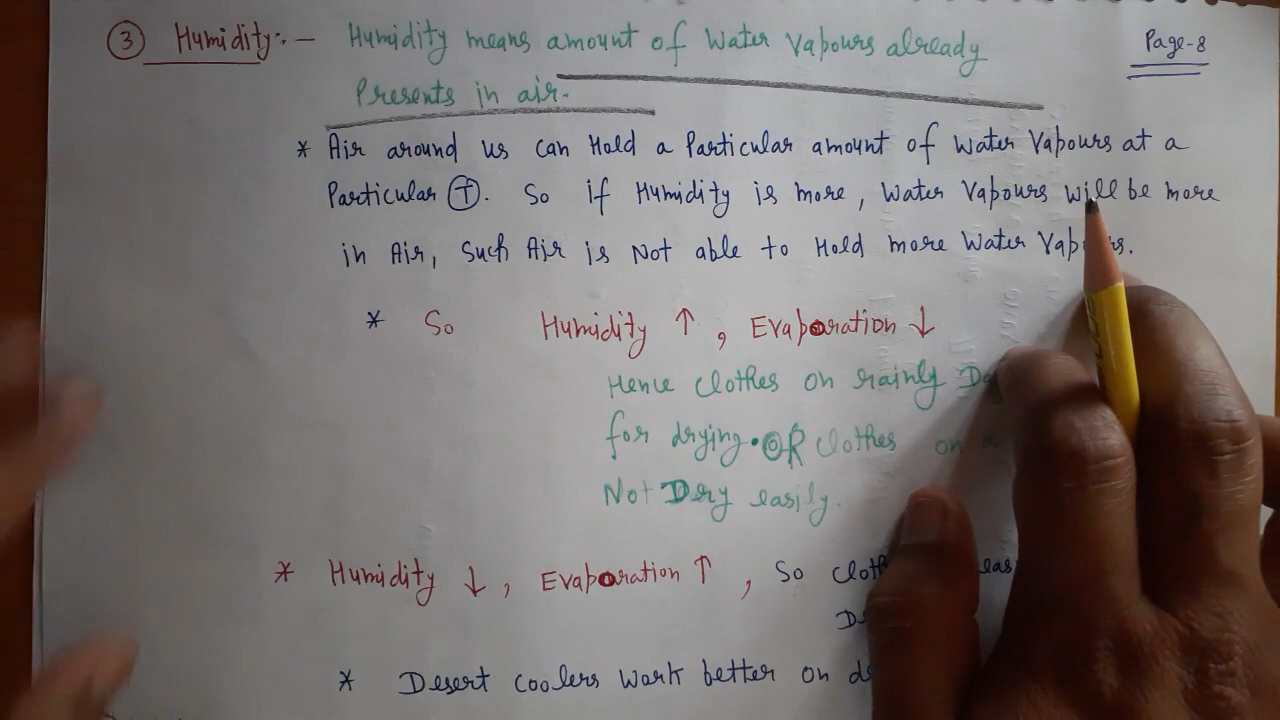 ③ Humidity:- Humidity means amount of Water Vapours already
Page-8
Presents in air.
* Air around us can Hold a Particular amount of Water Vapours at a
Particular Ⓣ. So if Humidity is more, Water Vapours will be more
in Air, Such Air is Not able to Hold more Water
* So Humidity ↑, Evaporation ↓
Hence Clothes on rainly
for drying. OR Clothes on a
Not Dry easily.
* Humidity ↓, Evaporation ↑, So
* Desert coolers work better on